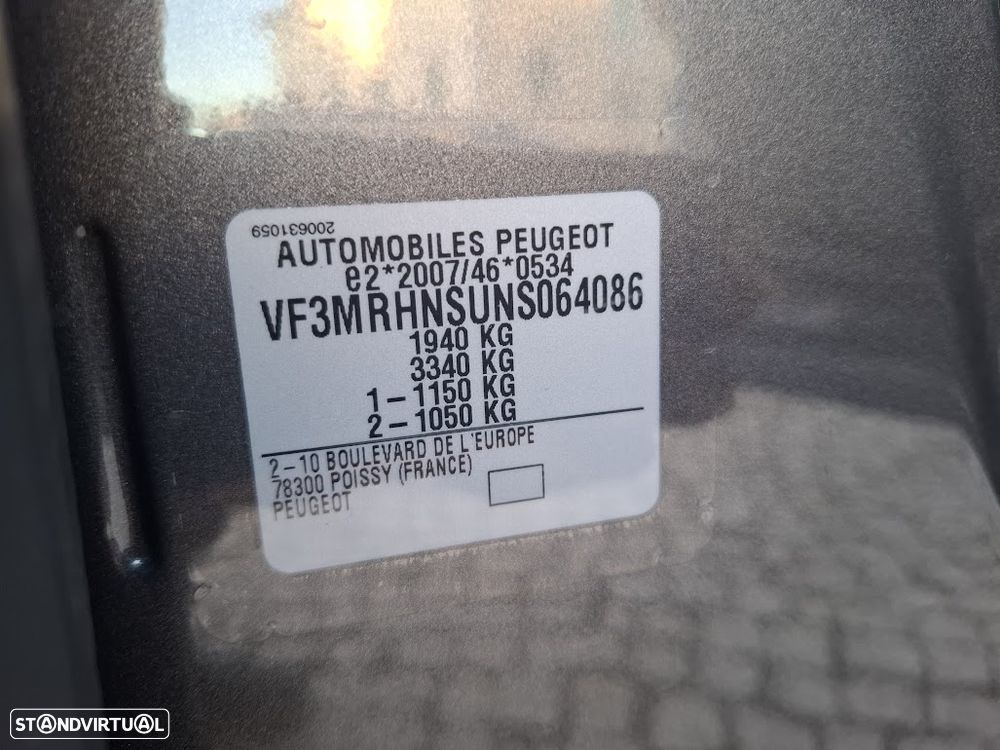 200631059
AUTOMOBILES PEUGEOT
e2*2007/46*0534
VF3MRHNSUNS064086
1940 KG
3340 KG
1-1150 KG
2-1050 KG
2-10 BOULEVARD DE L'EUROPE
78300 POISSY (FRANCE)
PEUGEOT
STANDVIRTUAL